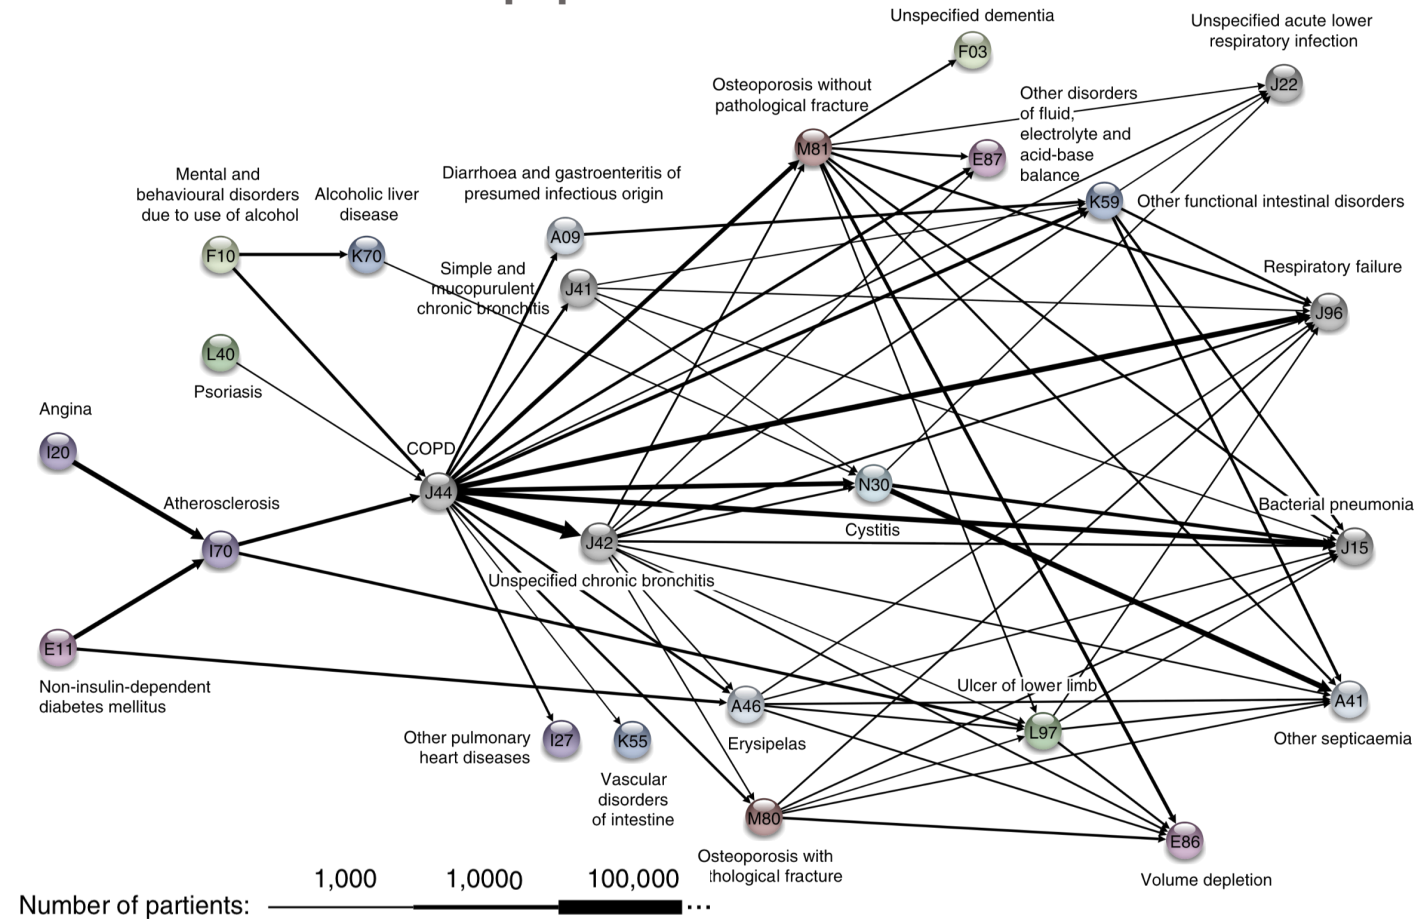 Unspecified dementia
F03
Unspecified acute lower
respiratory infection
J22
Osteoporosis without
pathological fracture
M81
Other disorders
of fluid,
electrolyte and
acid-base
balance
E87
Mental and
behavioural disorders
due to use of alcohol
F10
Alcoholic liver
disease
K70
Diarrhoea and gastroenteritis of
presumed infectious origin
A09
K59
Other functional intestinal disorders
Simple and
mucopurulent
chronic bronchitis
J41
Respiratory failure
J96
L40
Psoriasis
Angina
I20
COPD
J44
Atherosclerosis
I70
N30
Cystitis
Bacterial pneumonia
J15
J42
Unspecified chronic bronchitis
E11
Non-insulin-dependent
diabetes mellitus
A46
Erysipelas
Ulcer of lower limb
L97
A41
Other septicaemia
Other pulmonary
heart diseases
I27
K55
Vascular
disorders
of intestine
M80
Osteoporosis with
thological fracture
E86
Volume depletion
1,000 1,0000 100,000
Number of partients: ...